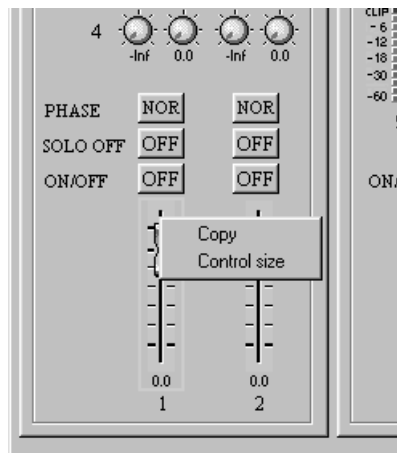 CLIP
4
-6
-12
-Inf 0.0 -Inf 0.0
-18
-30
-60
PHASE NOR NOR
SOLO OFF OFF OFF
ON/OFF OFF OFF
ON/
Copy
Control size
0.0 0.0
1 2